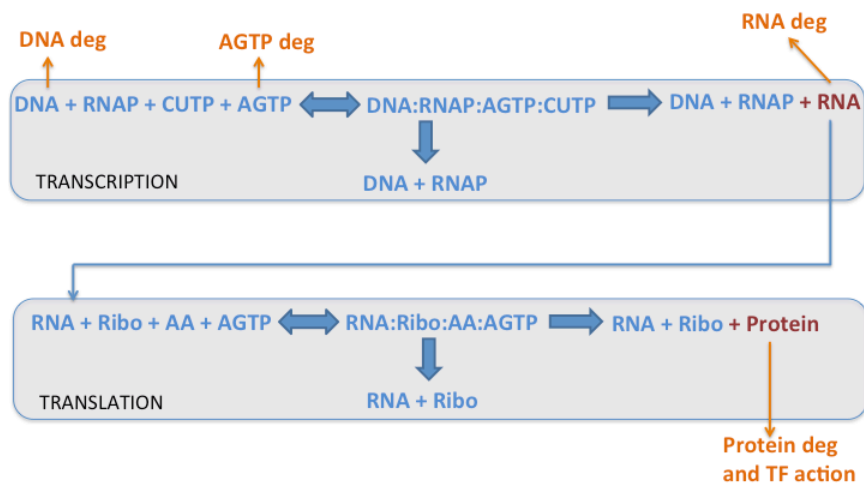 DNA deg
AGTP deg
RNA deg
DNA + RNAP + CUTP + AGTP
DNA:RNAP:AGTP:CUTP
DNA + RNAP + RNA
TRANSCRIPTION
DNA + RNAP
RNA + Ribo + AA + AGTP
RNA:Ribo:AA:AGTP
RNA + Ribo + Protein
TRANSLATION
RNA + Ribo
Protein deg
and TF action